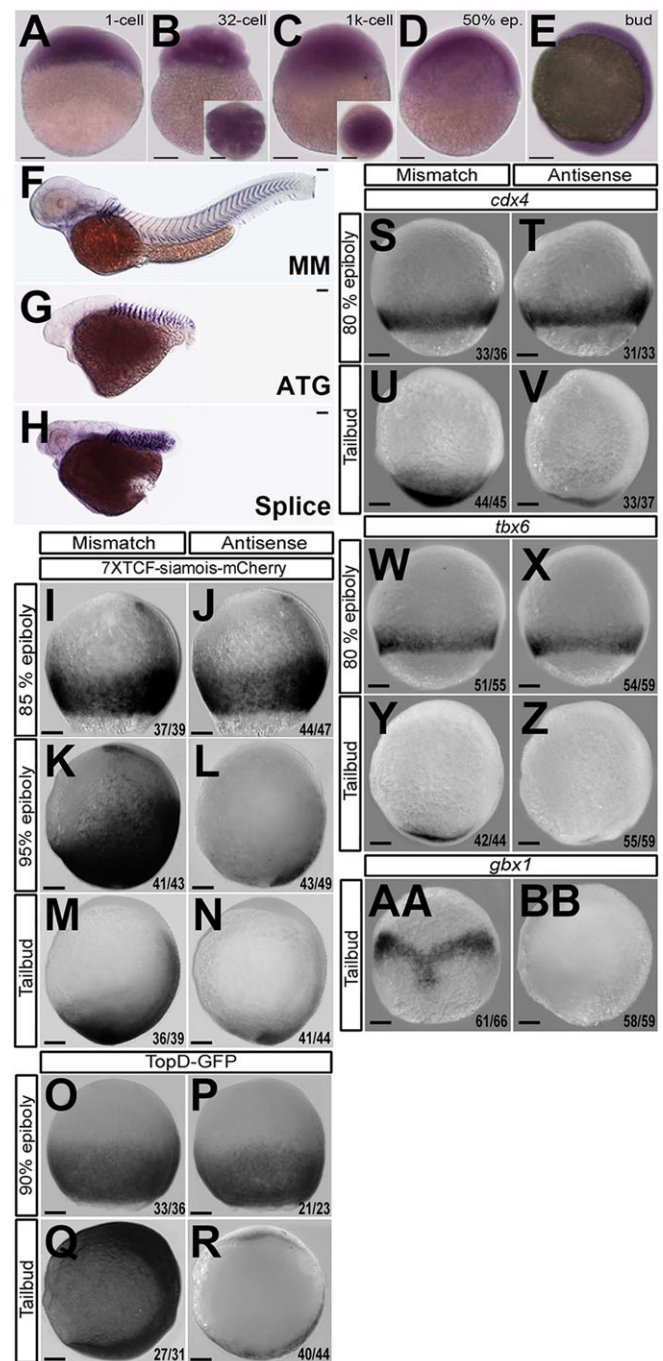 A 1-cell
B 32-cell
C 1k-cell
D 50% ep.
E bud
F
MM
G
ATG
H
Splice
Mismatch Antisense
7XTCF-siamois-mCherry
85 % epiboly
I 37/39
J 44/47
95% epiboly
K 41/43
L 43/49
Tailbud
M 36/39
N 41/44
TopD-GFP
90% epiboly
O 33/36
P 21/23
Tailbud
Q 27/31
R 40/44
Mismatch Antisense
cdx4
80 % epiboly
S 33/36
T 31/33
Tailbud
U 44/45
V 33/37
tbx6
80 % epiboly
W 51/55
X 54/59
Tailbud
Y 42/44
Z 55/59
gbx1
Tailbud
AA 61/66
BB 58/59